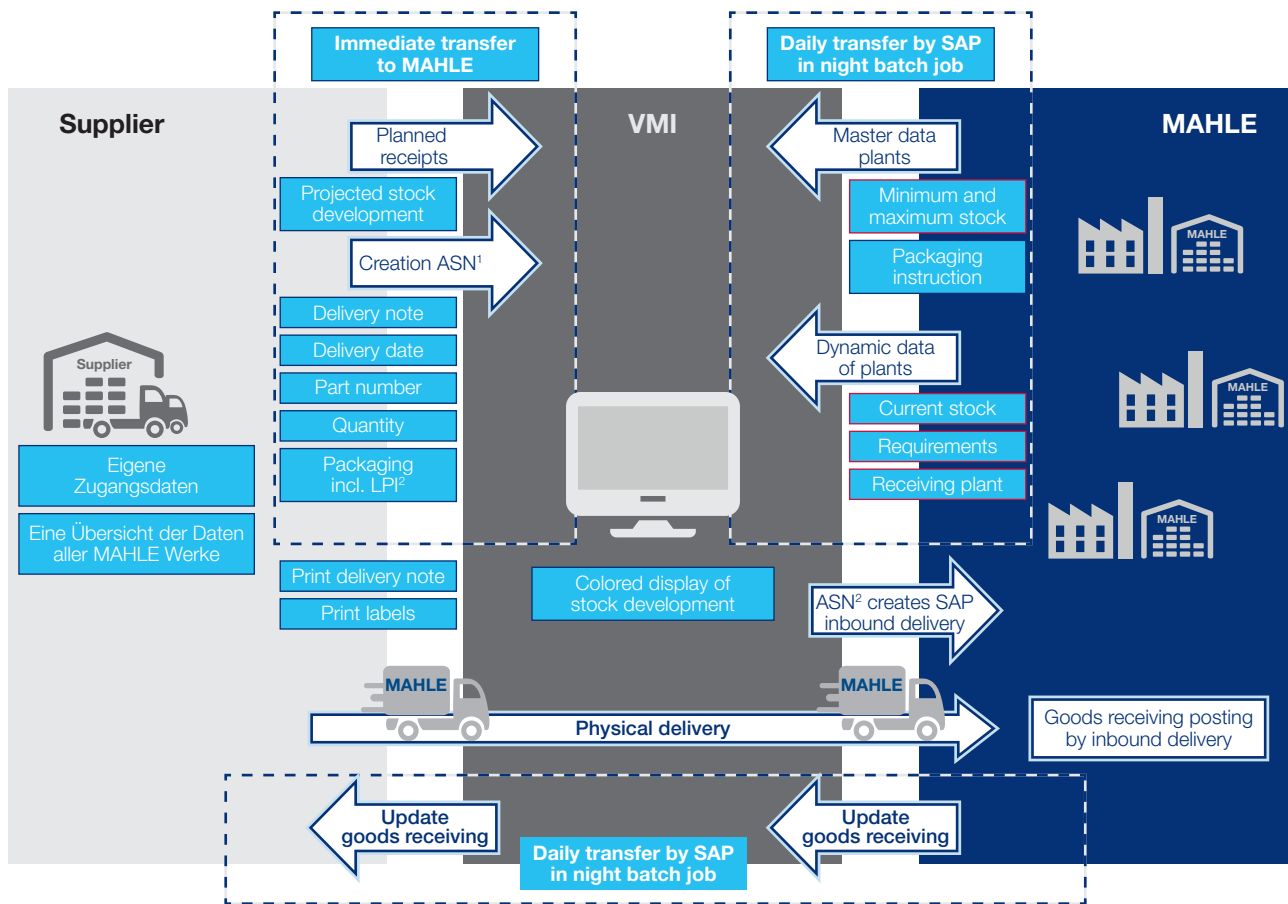 Immediate transfer
to MAHLE
Daily transfer by SAP
in night batch job
Supplier
VMI
MAHLE
Planned
receipts
Master data
plants
Projected stock
development
Minimum and
maximum stock
Creation ASN¹
Packaging
instruction
MAHLE
Delivery note
Delivery date
Part number
Quantity
Packaging
incl. LPI²
Dynamic data
of plants
Current stock
Requirements
Receiving plant
Supplier
MAHLE
Eigene
Zugangsdaten
Eine Übersicht der Daten
aller MAHLE Werke
MAHLE
Print delivery note
Print labels
Colored display of
stock development
ASN² creates SAP
inbound delivery
MAHLE
MAHLE
Physical delivery
Goods receiving posting
by inbound delivery
Update
goods receiving
Update
goods receiving
Daily transfer by SAP
in night batch job